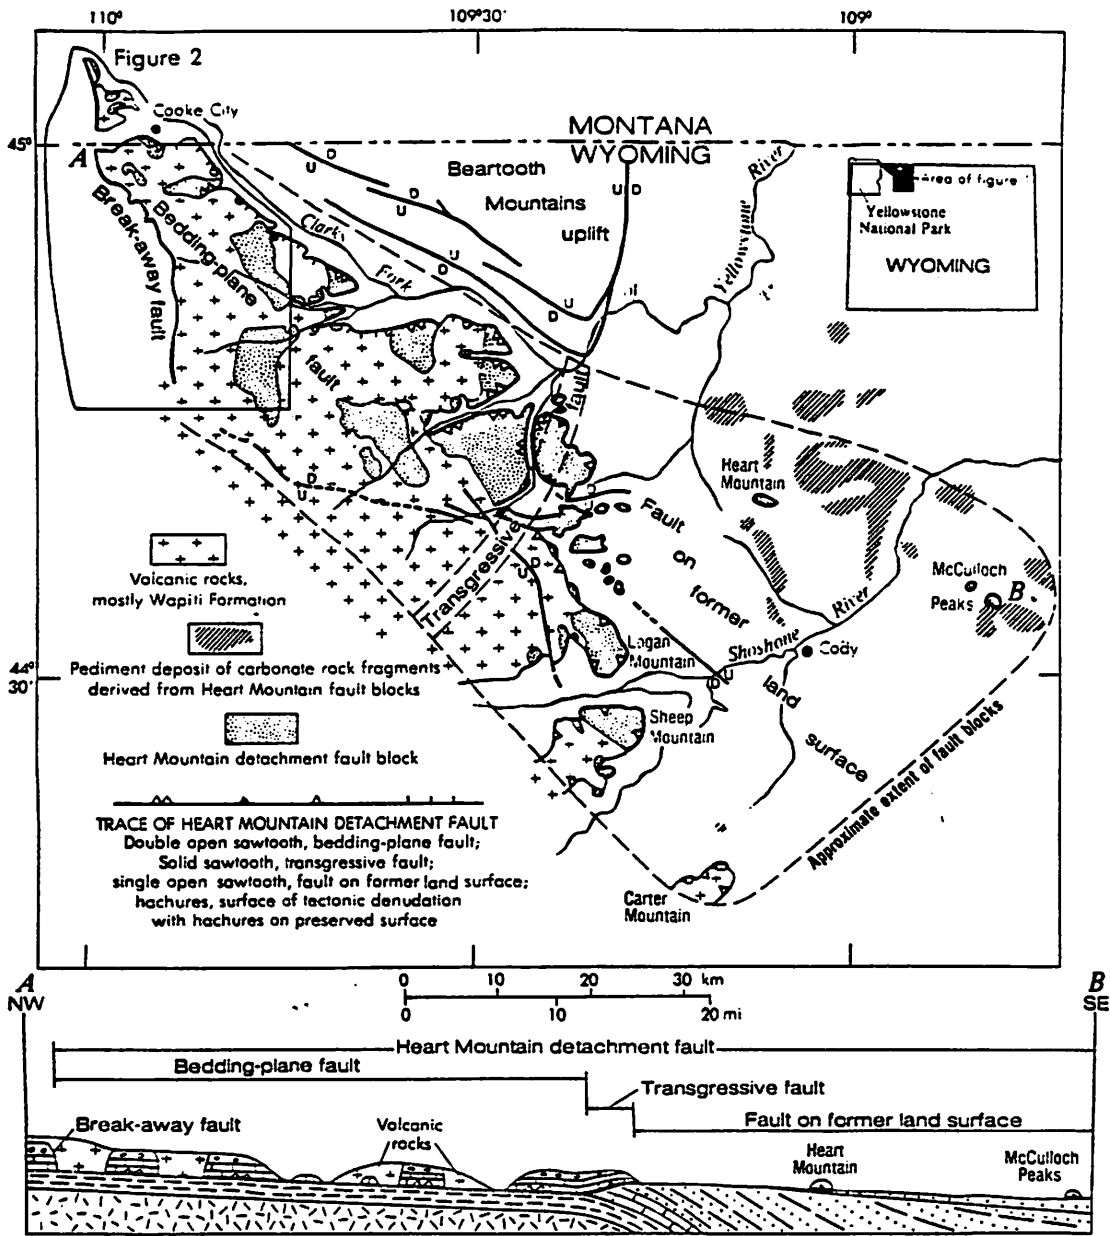 110°
109°30'
109°
Figure 2
Cooke City
45°
A
MONTANA
WYOMING
Beartooth
Mountains
uplift
D
U
D
U
U
D
U
D
U D
Clarks
Fork
Break-away fault
Bedding-plane
fault
Yellowstone
River
Area of figure
Yellowstone
National Park
WYOMING
fault
Heart
Mountain
D
U
Transgressive
U
D
Fault
on
former
land
surface
McCulloch
Peaks
B
River
Shoshone
Cody
D U
Logan
Mountain
Sheep
Mountain
Carter
Mountain
Approximate extent of fault blocks
44°
30'
Volcanic rocks,
mostly Wapiti Formation
Pediment deposit of carbonate rock fragments
derived from Heart Mountain fault blocks
Heart Mountain detachment fault block
TRACE OF HEART MOUNTAIN DETACHMENT FAULT
Double open sawtooth, bedding-plane fault;
Solid sawtooth, transgressive fault;
single open sawtooth, fault on former land surface;
hachures, surface of tectonic denudation
with hachures on preserved surface
0 10 20 30 km
0 10 20 mi
A
NW
B
SE
Heart Mountain detachment fault
Bedding-plane fault
Transgressive fault
Fault on former land surface
Break-away fault
Volcanic
rocks
Heart
Mountain
McCulloch
Peaks